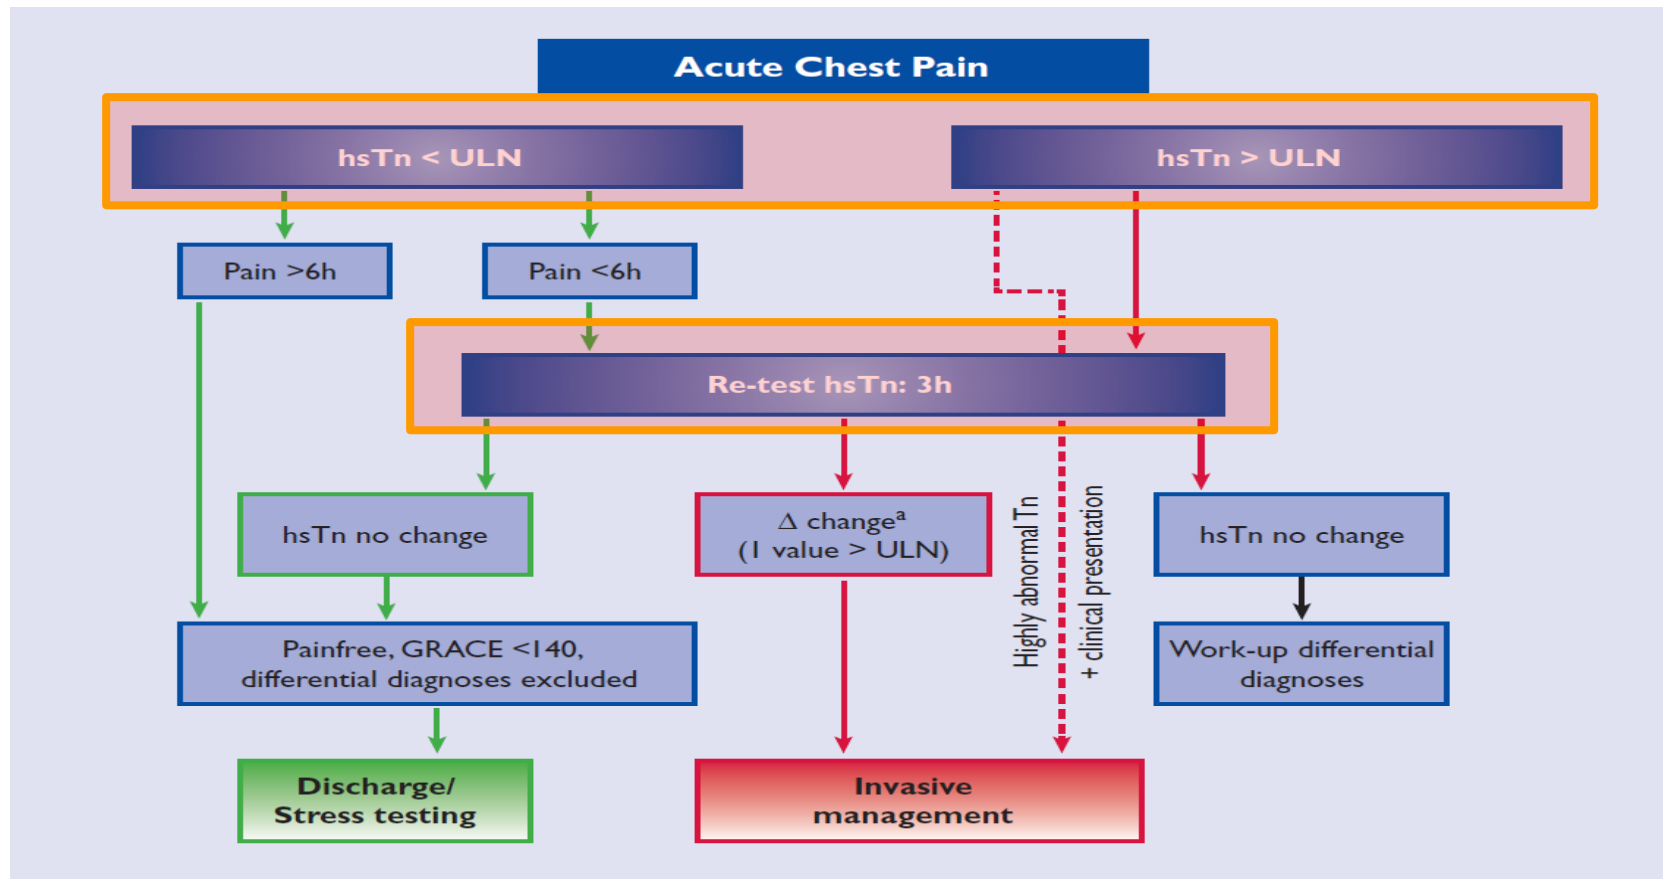 Acute Chest Pain
hsTn < ULN
hsTn > ULN
Pain >6h
Pain <6h
Re-test hsTn: 3h
hsTn no change
Δ changeª
(1 value > ULN)
Highly abnormal Tn
+ clinical presentation
hsTn no change
Painfree, GRACE <140,
differential diagnoses excluded
Work-up differential
diagnoses
Discharge/
Stress testing
Invasive
management